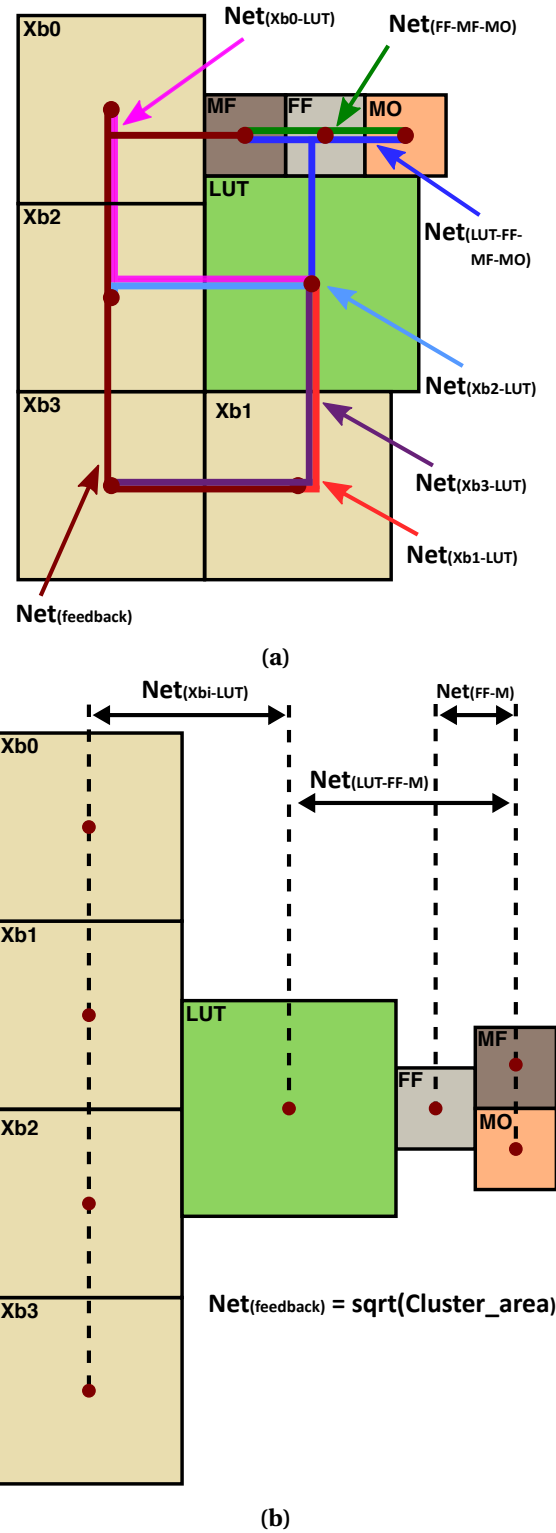 Xb0
Net(Xb0-LUT)
Net(FF-MF-MO)
MF
FF
MO
LUT
Xb2
Net(LUT-FF-
MF-MO)
Net(Xb2-LUT)
Xb3
Xb1
Net(Xb3-LUT)
Net(Xb1-LUT)
Net(feedback)
(a)
Net(Xbi-LUT)
Net(FF-M)
Xb0
Net(LUT-FF-M)
Xb1
LUT
MF
FF
MO
Xb2
Net(feedback) = sqrt(Cluster_area)
Xb3
(b)